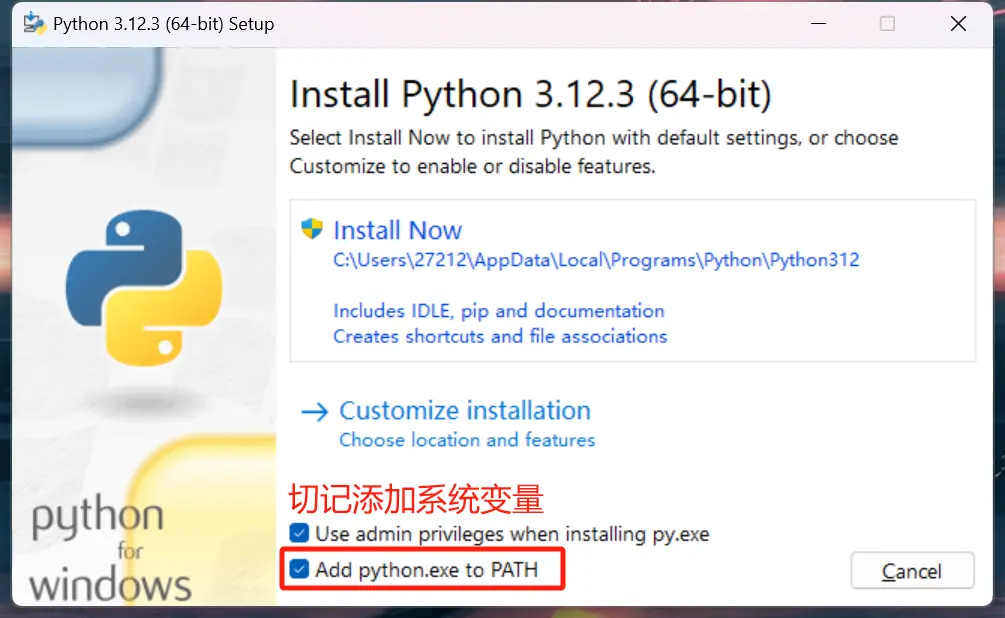 Python 3.12.3 (64-bit) Setup
Install Python 3.12.3 (64-bit)
Select Install Now to install Python with default settings, or choose
Customize to enable or disable features.
Install Now
C:\Users\27212\AppData\Local\Programs\Python\Python312
Includes IDLE, pip and documentation
Creates shortcuts and file associations
Customize installation
Choose location and features
切记添加系统变量
Use admin privileges when installing py.exe
Add python.exe to PATH
Cancel
python
for
windows